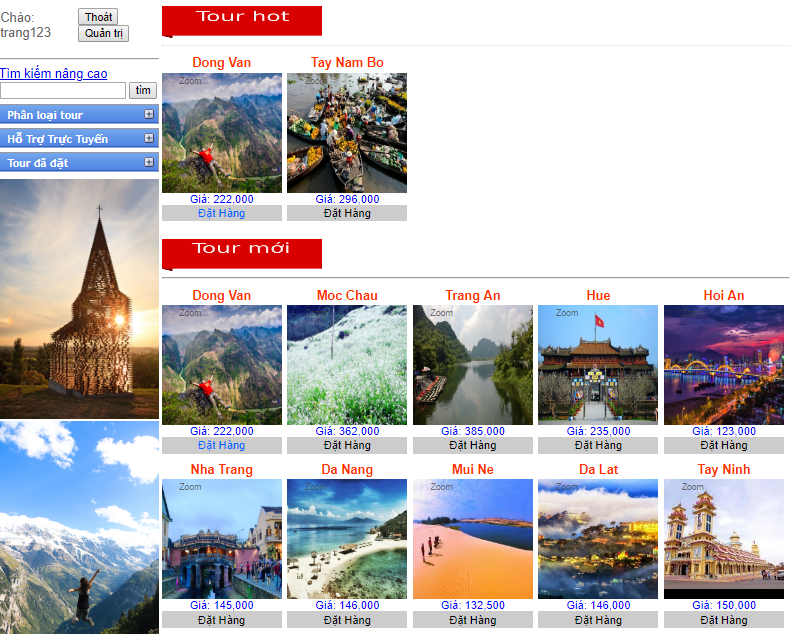 Chào:
trang123
Thoát
Quản trị
Tìm kiếm nâng cao
tìm
Phân loại tour
Hỗ Trợ Trực Tuyến
Tour đã đặt
Tour hot
Dong Van Tay Nam Bo
Zoom Zoom
Giá: 222,000 Giá: 296,000
Đặt Hàng Đặt Hàng
Tour mới
Dong Van Moc Chau Trang An Hue Hoi An
Zoom Zoom Zoom Zoom Zoom
Giá: 222,000 Giá: 362,000 Giá: 385,000 Giá: 235,000 Giá: 123,000
Đặt Hàng Đặt Hàng Đặt Hàng Đặt Hàng Đặt Hàng
Nha Trang Da Nang Mui Ne Da Lat Tay Ninh
Zoom Zoom Zoom Zoom Zoom
Giá: 145,000 Giá: 146,000 Giá: 132,500 Giá: 146,000 Giá: 150,000
Đặt Hàng Đặt Hàng Đặt Hàng Đặt Hàng Đặt Hàng